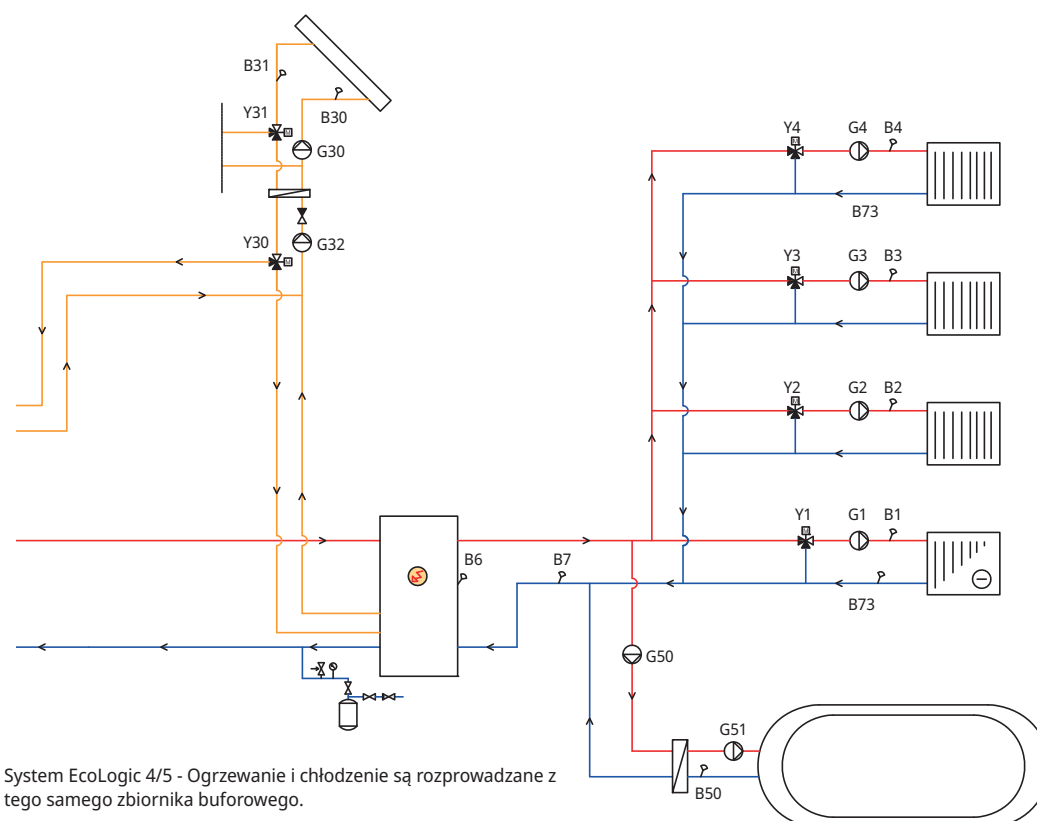 B31
Y31
B30
G30
Y30
G32
Y4
G4
B4
B73
Y3
G3
B3
Y2
G2
B2
Y1
G1
B1
B6
B7
B73
G50
G51
B50
M
M
M
M
M
M
System EcoLogic 4/5 - Ogrzewanie i chłodzenie są rozprowadzane z
tego samego zbiornika buforowego.